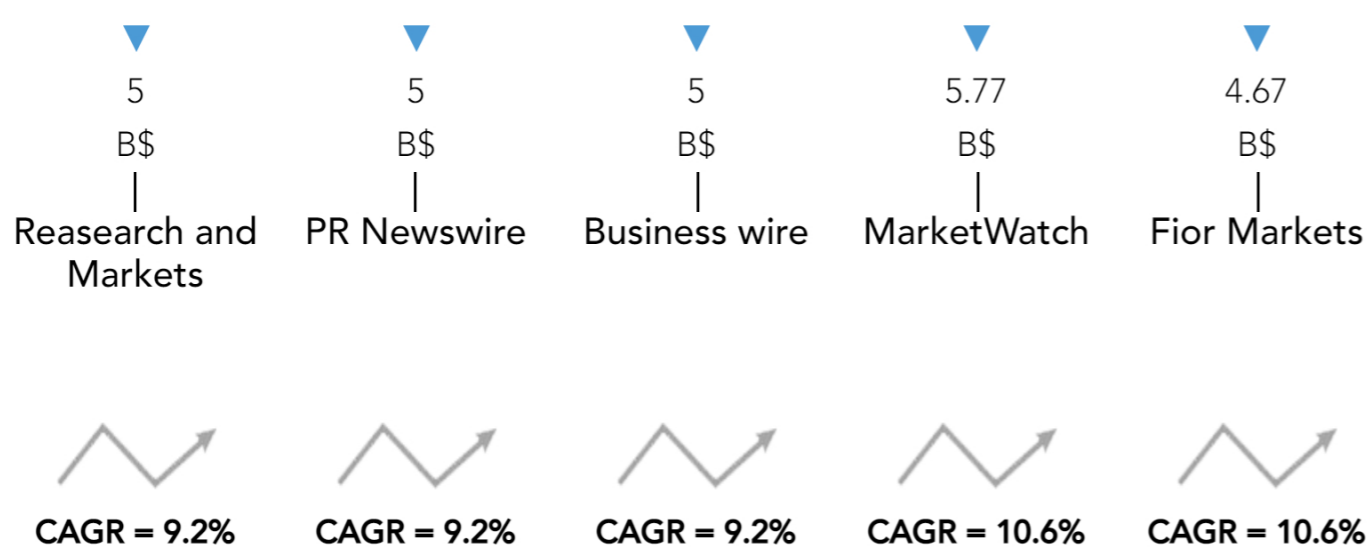 5
5
5
5.77
4.67
B$
B$
B$
B$
B$
Reasearch and
Markets
PR Newswire
Business wire
MarketWatch
Fior Markets
CAGR = 9.2%
CAGR = 9.2%
CAGR = 9.2%
CAGR = 10.6%
CAGR = 10.6%